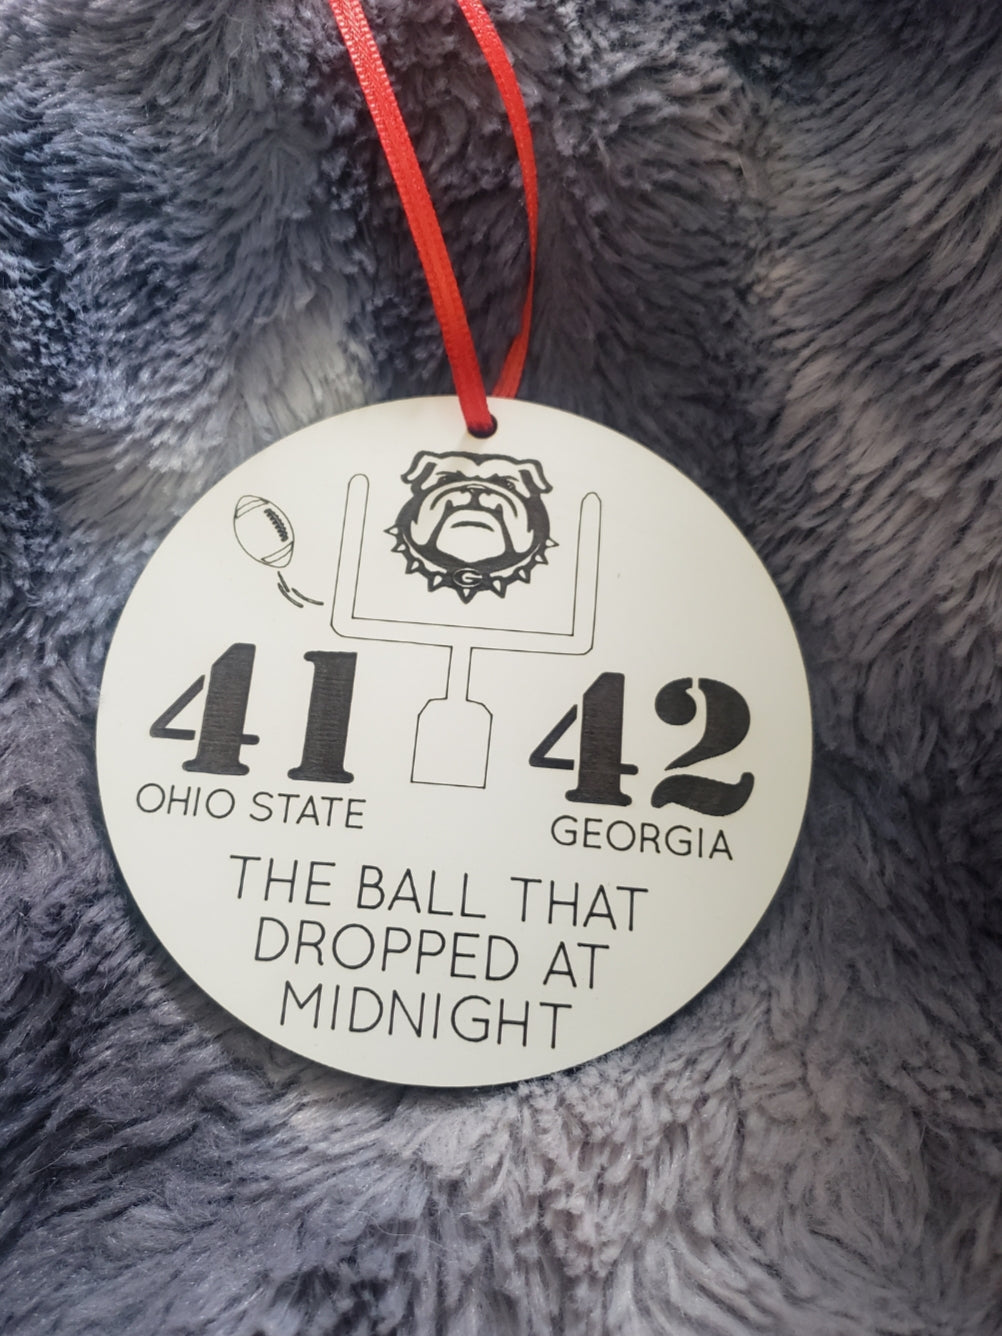 G
41 42
OHIO STATE GEORGIA
THE BALL THAT
DROPPED AT
MIDNIGHT